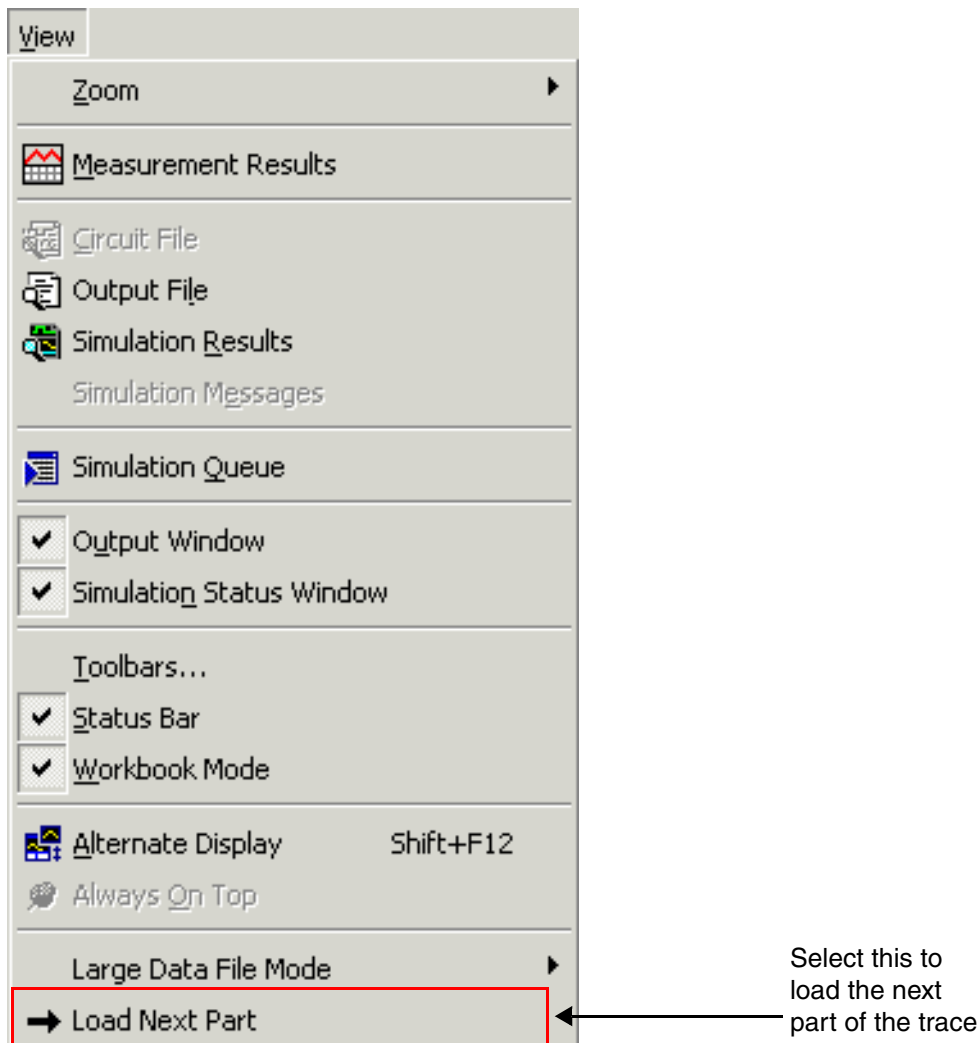 View
Zoom
Measurement Results
Circuit File
Output File
Simulation Results
Simulation Messages
Simulation Queue
Output Window
Simulation Status Window
Toolbars...
Status Bar
Workbook Mode
Alternate Display Shift+F12
Always On Top
Large Data File Mode
Load Next Part
Select this to
load the next
part of the trace